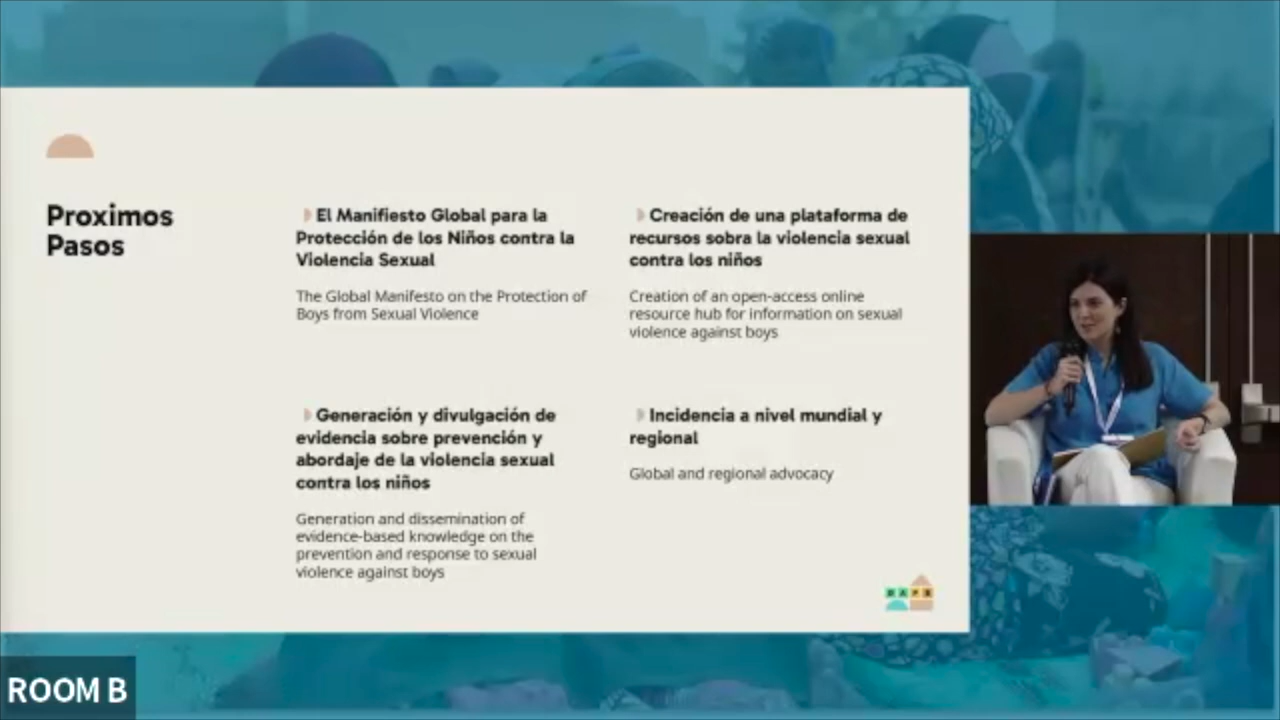 Proximos
Pasos
El Manifiesto Global para la
Protección de los Niños contra la
Violencia Sexual
The Global Manifesto on the Protection of
Boys from Sexual Violence
Creación de una plataforma de
recursos sobra la violencia sexual
contra los niños
Creation of an open-access online
resource hub for information on sexual
violence against boys
Generación y divulgación de
evidencia sobre prevención y
abordaje de la violencia sexual
contra los niños
Generation and dissemination of
evidence-based knowledge on the
prevention and response to sexual
violence against boys
Incidencia a nivel mundial y
regional
Global and regional advocacy
ROOM B